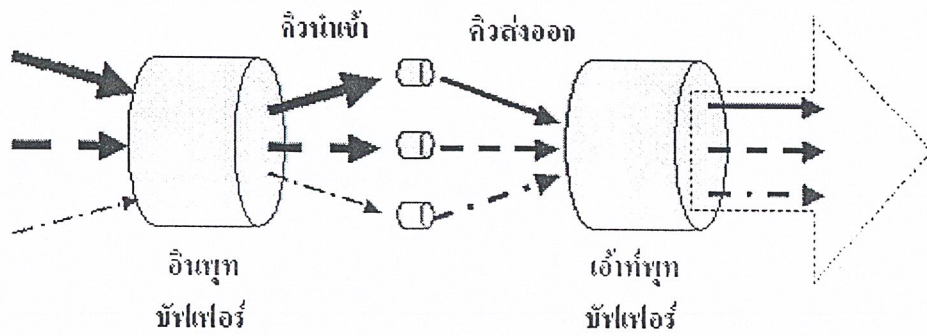 คิวนำเข้า
คิวส่งออก
อินพุท
บัฟเฟอร์
เอ้าท์พุท
บัฟเฟอร์